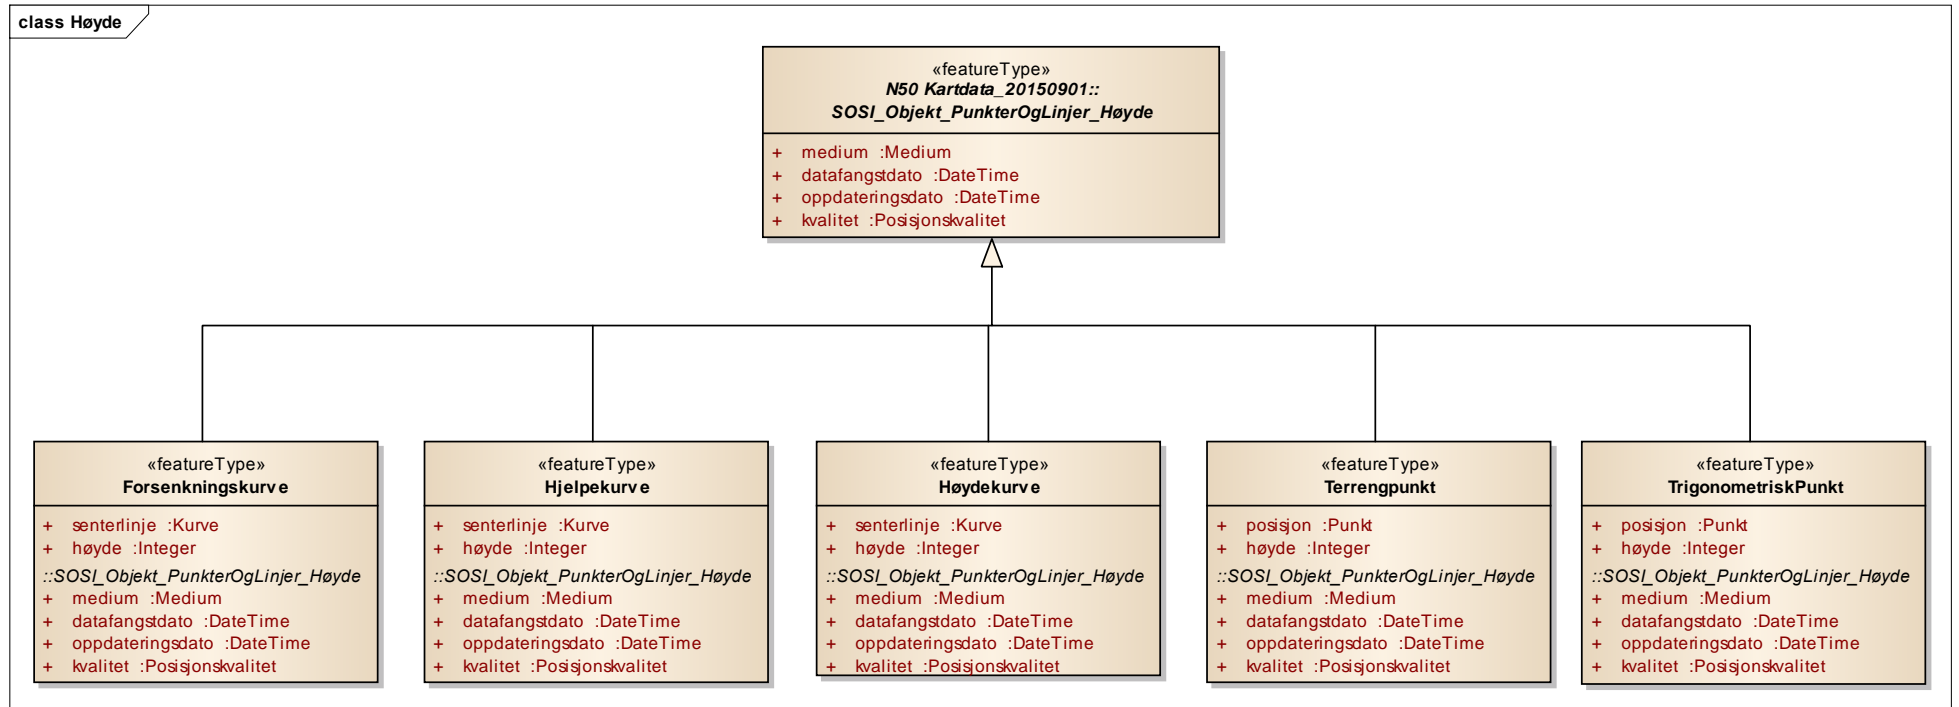 class Høyde
«featureType»
N50 Kartdata_20150901::
SOSI_Objekt_PunkterOgLinjer_Høyde
+ medium :Medium
+ datafangstdato :DateTime
+ oppdateringsdato :DateTime
+ kvalitet :Posisjonskvalitet
«featureType»
Forsenkningskurve
+ senterlinje :Kurve
+ høyde :Integer
::SOSI_Objekt_PunkterOgLinjer_Høyde
+ medium :Medium
+ datafangstdato :DateTime
+ oppdateringsdato :DateTime
+ kvalitet :Posisjonskvalitet
«featureType»
Hjelpekurve
+ senterlinje :Kurve
+ høyde :Integer
::SOSI_Objekt_PunkterOgLinjer_Høyde
+ medium :Medium
+ datafangstdato :DateTime
+ oppdateringsdato :DateTime
+ kvalitet :Posisjonskvalitet
«featureType»
Høydekurve
+ senterlinje :Kurve
+ høyde :Integer
::SOSI_Objekt_PunkterOgLinjer_Høyde
+ medium :Medium
+ datafangstdato :DateTime
+ oppdateringsdato :DateTime
+ kvalitet :Posisjonskvalitet
«featureType»
Terrengpunkt
+ posisjon :Punkt
+ høyde :Integer
::SOSI_Objekt_PunkterOgLinjer_Høyde
+ medium :Medium
+ datafangstdato :DateTime
+ oppdateringsdato :DateTime
+ kvalitet :Posisjonskvalitet
«featureType»
TrigonometriskPunkt
+ posisjon :Punkt
+ høyde :Integer
::SOSI_Objekt_PunkterOgLinjer_Høyde
+ medium :Medium
+ datafangstdato :DateTime
+ oppdateringsdato :DateTime
+ kvalitet :Posisjonskvalitet